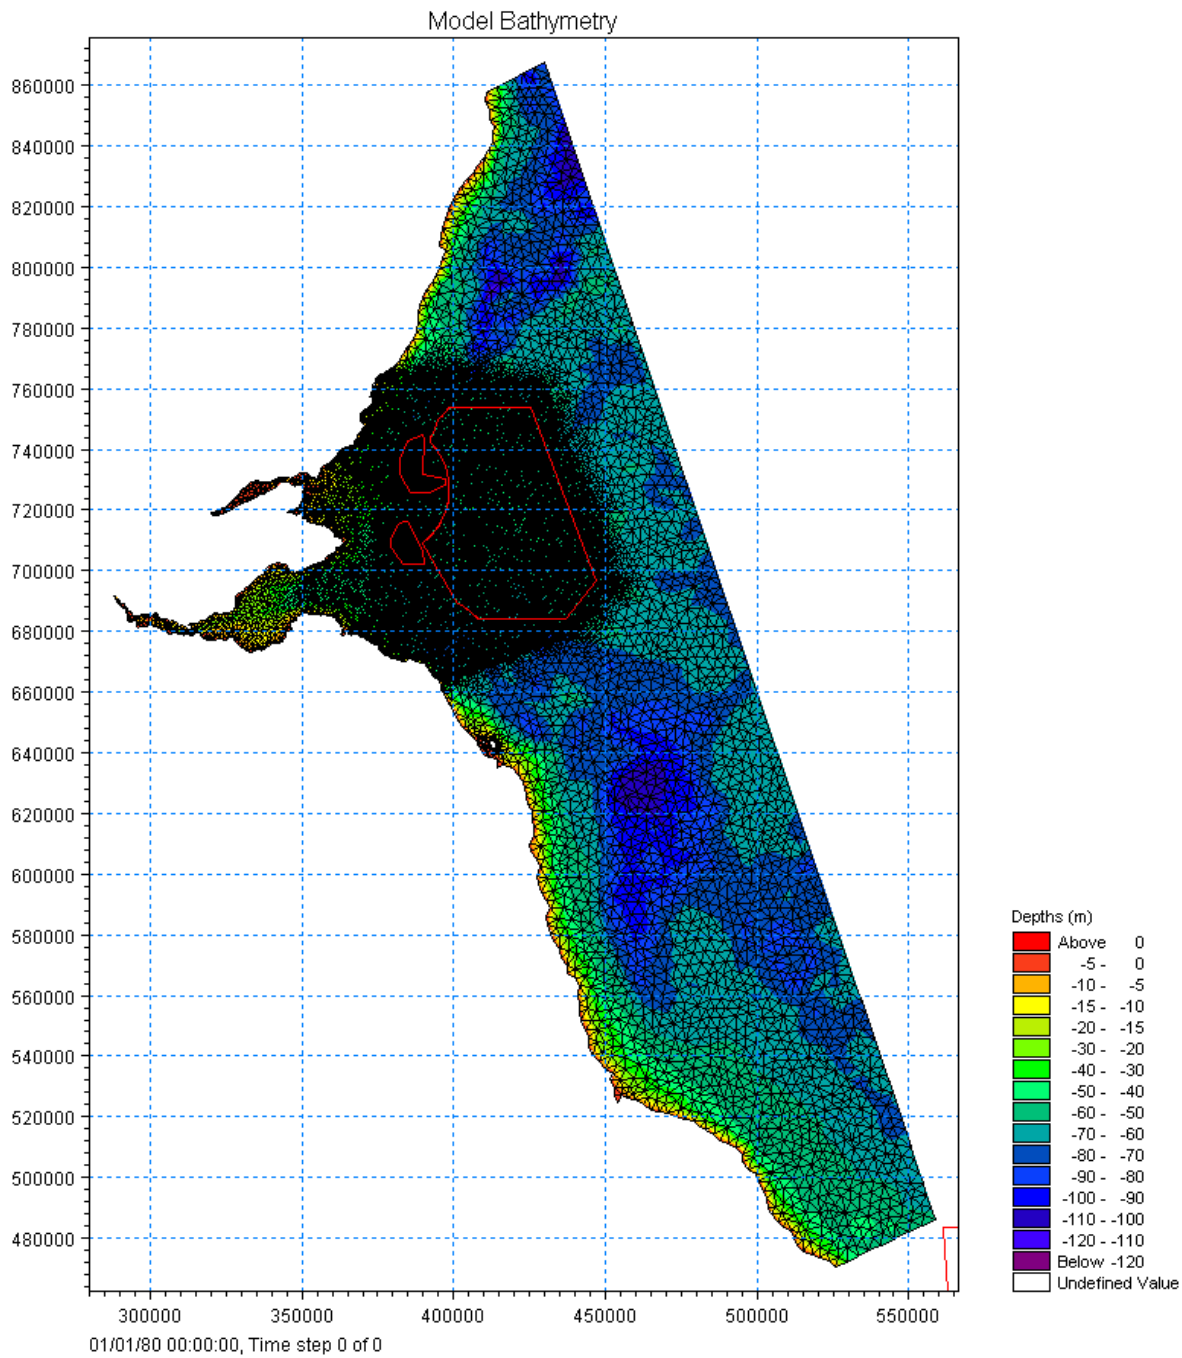 Model Bathymetry
860000
840000
820000
800000
780000
760000
740000
720000
700000
680000
660000
640000
620000
600000
580000
560000
540000
520000
500000
480000
300000 350000 400000 450000 500000 550000
01/01/80 00:00:00, Time step 0 of 0
Depths (m)
Above 0
-5 - 0
-10 - -5
-15 - -10
-20 - -15
-30 - -20
-40 - -30
-50 - -40
-60 - -50
-70 - -60
-80 - -70
-90 - -80
-100 - -90
-110 - -100
-120 - -110
Below -120
Undefined Value